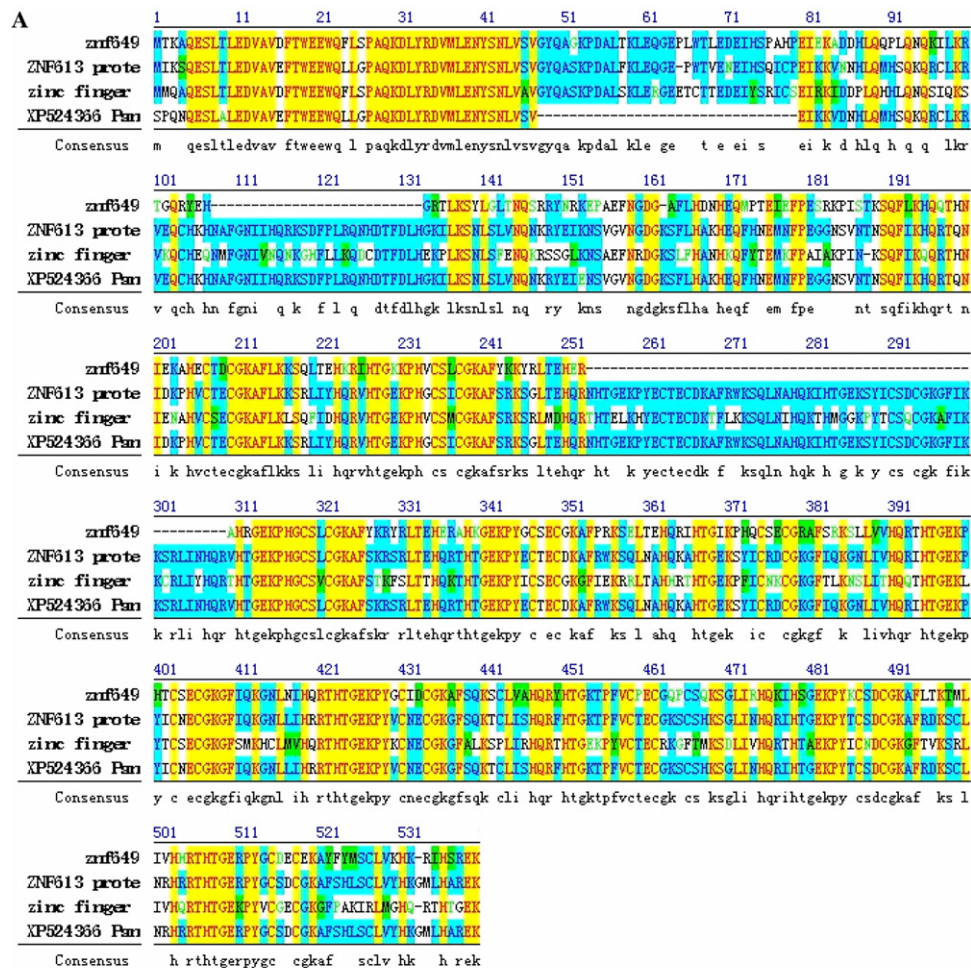 A
1 11 21 31 41 51 61 71 81 91
znf649 MTKAQESLTLEDVAVDFTWEEWQFLSPAQKDLYRDVMLENYSNLVSVGYQAGKPDALTKLEQGEPLWTLEDEIHSPAHPEIEKADDHLQQPLQNQKILKR
ZNF613 prote MIKSQESLTLEDVAVEFTWEEWQLLGPAQKDLYRDVMLENYSNLVSVGYQASKPDALFKLEQGE-PWTVENEIHSQICPEIKKVDNHLQMHSQKQRCLKR
zinc finger MMQAQESLTLEDVAVDFTWEEWQFLSPAQKDLYRDVMLENYSNLVAVGYQASKPDALSKLERGEETCTTEDEIYSRICSEIRKIDDPLQHHLQNQSIQKS
XP524366 Pan SPQNQESLALEDVAVEFTWEEWQLLGPAQKDLYRDVMLENYSNLVSV--------------------------------EIKKVDNHLQMHSQKQRCLKR
Consensus m qesltledvav ftweewq l paqkdlyrdvmlenysnlvsvgyqa kpdal kle ge t e eis ei k d hlq h q q lkr
101 111 121 131 141 151 161 171 181 191
znf649 TGQRYEH--------------------------GRTLKSYLGLTNQSRRYNRKEPAEFNGDG-AFLHDNHEQMPTEIEFPESRKPISTKSQFLKHQQTHN
ZNF613 prote VEQCHKHNAFGNIIHQRKSDFPLRQNHDTFDLHGKILKSNLSLVNQNKRYEIKNSVGVNGDGKSFLHAKHEQFHNEMNFPEGGNSVNTNSQFIKHQRTQN
zinc finger VKQCHEQNMFGNIVNQNKGHFLLKQDCDTFDLHEKPLKSNLSFENQKRSSGLKNSAEFNRDGKSLFHANHKQFYTEMKFPAIAKPIN-KSQFIKQQRTHN
XP524366 Pan VEQCHKHNAFGNIIHQRKSDFPLRQNHDTFDLHGKILKSNLSLVNQNKRYEIENSVGVNGDGKSFLHAKHEQFHNEMNFPEGGNSVNTNSQFIKHQRTQN
Consensus v qch hn fgni q k f l q dtfdlhgk lksnlsl nq ry kns ngdgksflha heqf em fpe nt sqfikhqrt n
201 211 221 231 241 251 261 271 281 291
znf649 IEKAHECTDCGKAFLKKSQLTEHKRIHTGKKPHVCSLCGKAFYKKYRLTEHER-----------------------------------------------
ZNF613 prote IDKPHVCTECGKAFLKKSRLIYHQRVHTGEKPHGCSICGKAFSRKSRLTEHQRNHTGEKPYECTECDKAFRWKSQLNAHQKIHTGEKSYICSDCGKGFIK
zinc finger IENAHVCSECGKAFLKLSQFIDHQRVHTGEKPHVCSMCGKAFSRKSRLMDHQRTHTELKHYECTECDKTFLKKSQLNIHQKTHMGGKPYTCSQCGKAFIK
XP524366 Pan IDKPHVCTECGKAFLKKSRLIYHQRVHTGEKPHGCSICGKAFSRKSGLTEHQRNHTGEKPYECTECDKAFRWKSQLNAHQKIHTGEKSYICSDCGKGFIK
Consensus i k hvctecgkaflkks li hqrvhtgekph cs cgkafsrks ltehqr ht k yectecdk f ksqln hqk h g k y cs cgk fik
301 311 321 331 341 351 361 371 381 391
znf649 ---------AHRGEKPHGCSLCGKAFYKRYRLTEHERAHKGEKPYGCSECGKAFPRKSELTEHQRIHTGIKPHQCSECGRAFSRKSLLVVHQRTHTGEKP
ZNF613 prote KSRLINHQRVHTGEKPHGCSLCGKAFSKRSRLTEHQRTHTGEKPYECTECDKAFRWKSQLNAHQKAHTGEKSYICRDCGKGFIQKGNLIVHQRIHTGEKP
zinc finger KCRLIYHQRTHTGEKPHGCSVCGKAFSTKFSLTTHQKTHTGEKPYICSECGKGFIEKRRLTAHHRTHTGEKPFICNKCGKGFTLKNSLITHQQTHTGEKL
XP524366 Pan KSRLINHQRVHTGEKPHGCSLCGKAFSKRSRLTEHQRTHTGEKPYECTECDKAFRWKSQLNAHQKAHTGEKSYICRDCGKGFIQKGNLIVHQRIHTGEKP
Consensus k rli hqr htgekphgcslcgkafskr rltehqrthtgekpy c ec kaf ks l ahq htgek ic cgkgf k livhqr htgekp
401 411 421 431 441 451 461 471 481 491
znf649 HTCSECGKGFIQKGNLNIHQRTHTGEKPYGCIDCGKAFSQKSCLVAHQRYHTGKTPFVCPECGQPCSQKSGLIRHQKIHSGEKPYKCSDCGKAFLTKTML
ZNF613 prote YICNECGKGFIQKGNLLIHRRTHTGEKPYVCNECGKGFSQKTCLISHQRFHTGKTPFVCTECGKSCSHKSGLINHQRIHTGEKPYTCSDCGKAFRDKSCL
zinc finger YTCSECGKGFSMKHCLMVHQRTHTGEKPYKCNECGKGFALKSPLIRHQRTHTGEKPYVCTECRKGFTMKSDLIVHQRTHTAEKPYICNDCGKGFTVKSRL
XP524366 Pan YICNECGKGFIQKGNLLIHRRTHTGEKPYVCNECGKGFSQKTCLISHQRFHTGKTPFVCTECGKSCSHKSGLINHQRIHTGEKPYTCSDCGKAFRDKSCL
Consensus y c ecgkgfiqkgnl ih rthtgekpy cnecgkgfsqk cli hqr htgktpfvctecgk cs ksgli hqrihtgekpy csdcgkaf ks l
501 511 521 531
znf649 IVHHRTHTGERPYGCDECEKAYFYMSCLVKHK-RIHSREK
ZNF613 prote NRHRRTHTGERPYGCSDCGKAFSHLSCLVYHKGMLHAREK
zinc finger IVHQRTHTGEKPYVCGECGKGFPAKIRLMGHQ-RTHTGEK
XP524366 Pan NRHRRTHTGERPYGCSDCGKAFSHLSCLVYHKGMLHAREK
Consensus h rthtgerpygc cgkaf sclv hk h rek